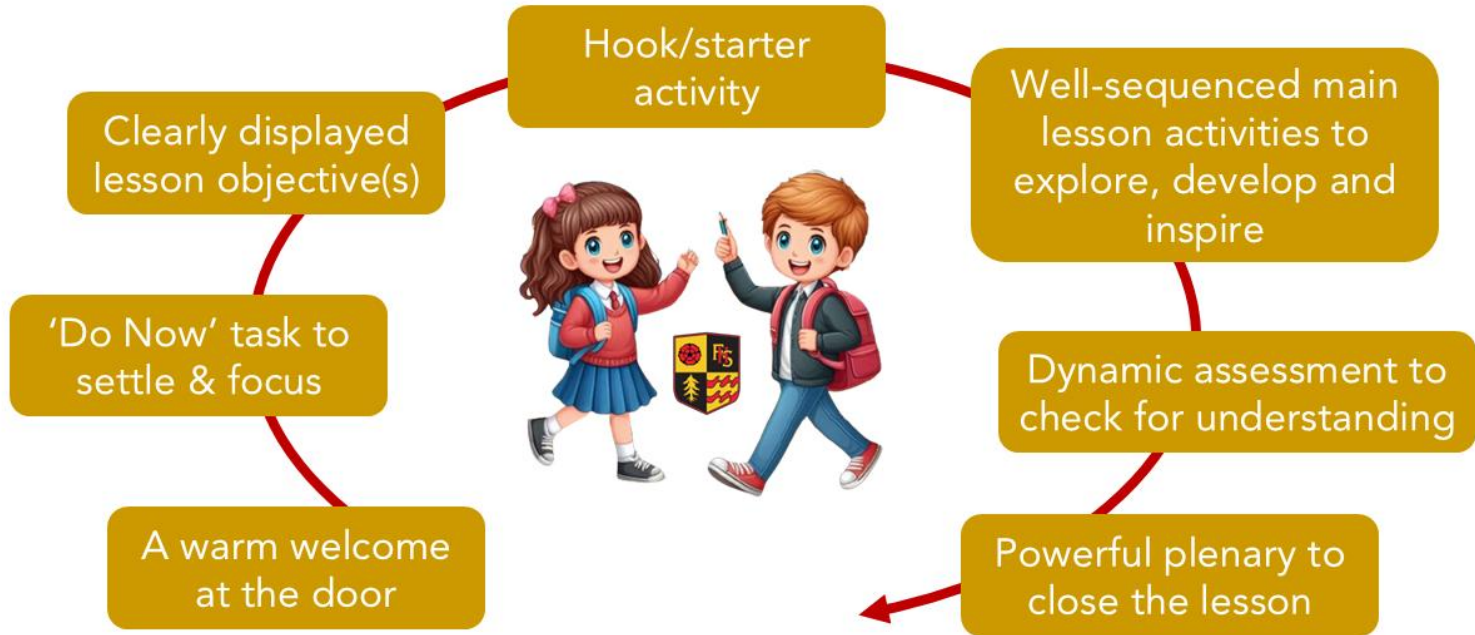 A warm welcome
at the door
‘Do Now’ task to
settle & focus
Clearly displayed
lesson objective(s)
Hook/starter
activity
Well-sequenced main
lesson activities to
explore, develop and
inspire
Dynamic assessment to
check for understanding
Powerful plenary to
close the lesson